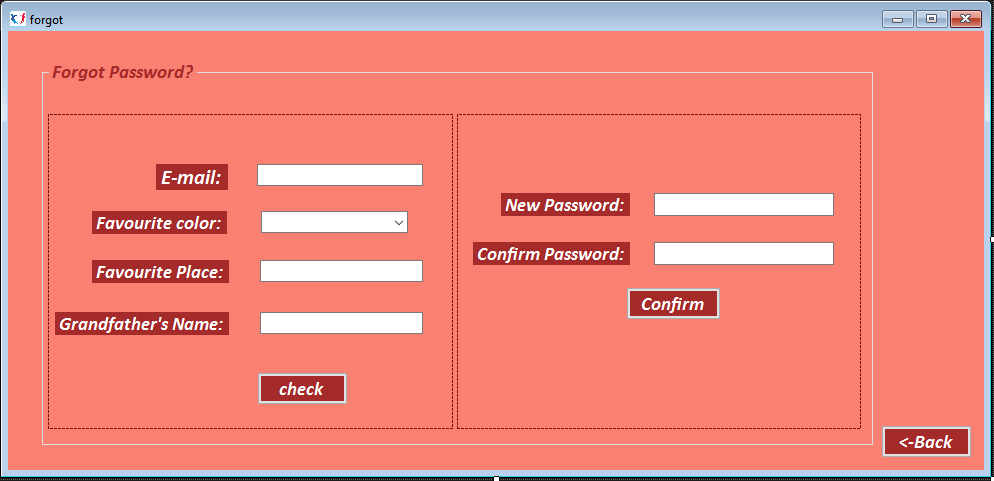 forgot
Forgot Password?
E-mail:
Favourite color:
Favourite Place:
Grandfather's Name:
check
New Password:
Confirm Password:
Confirm
<-Back